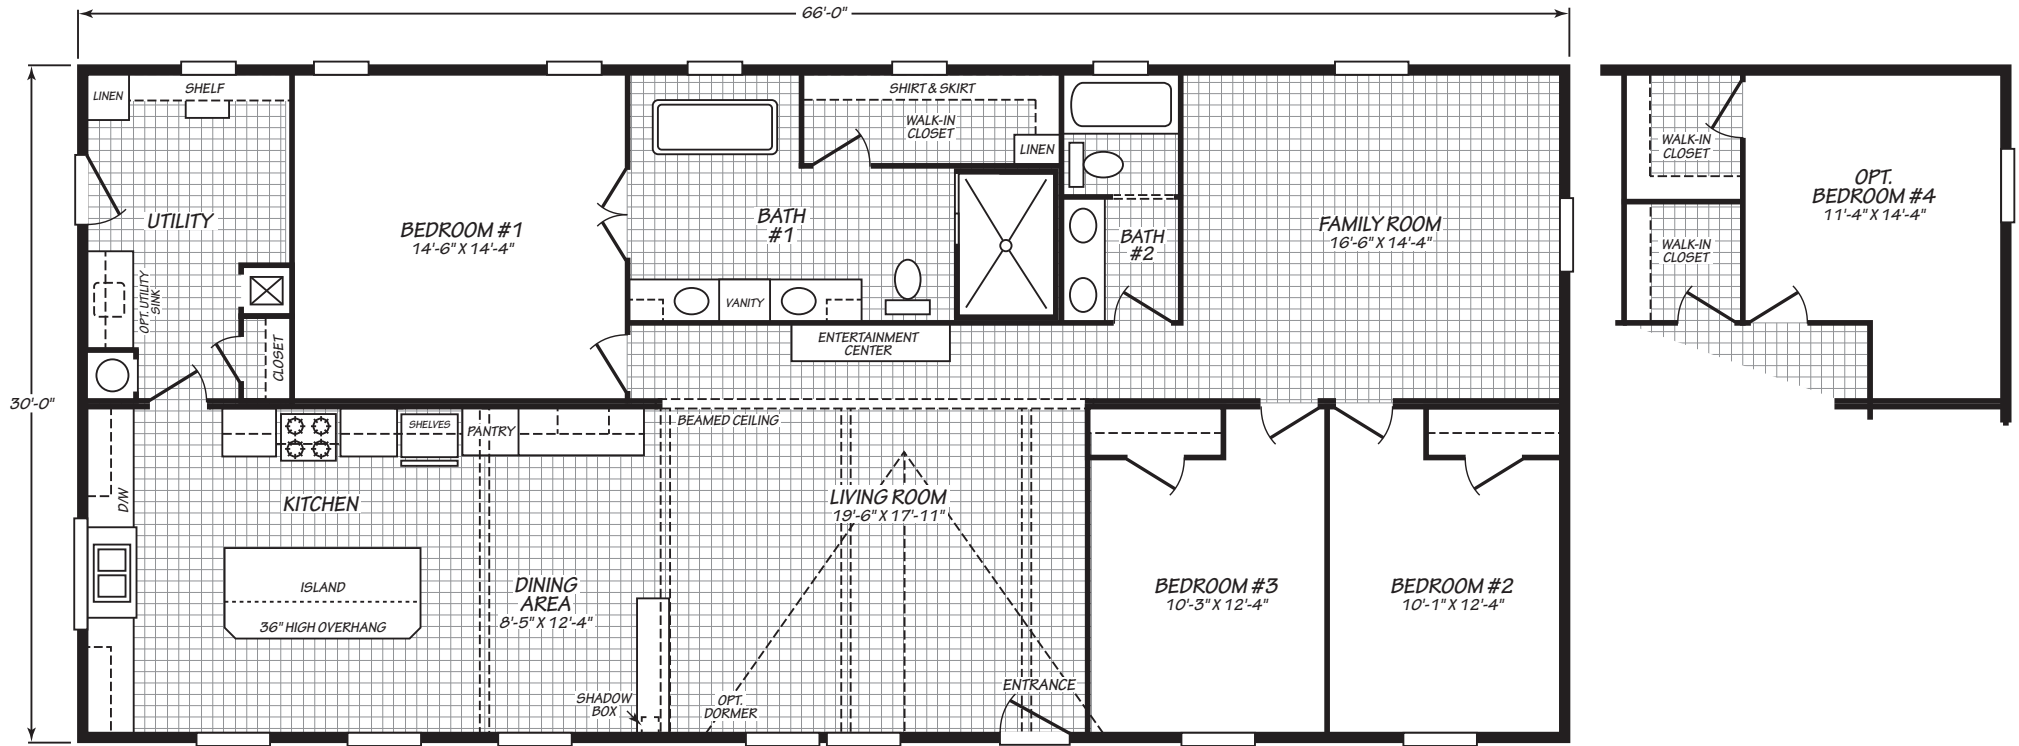 66'-0"
30'-0"
LINEN
SHELF
UTILITY
OPT. UTILITY
SINK
CLOSET
BEDROOM #1
14'-6" X 14'-4"
BATH
#1
VANITY
SHIRT & SKIRT
WALK-IN
CLOSET
LINEN
BATH
#2
ENTERTAINMENT
CENTER
FAMILY ROOM
16'-6" X 14'-4"
WALK-IN
CLOSET
WALK-IN
CLOSET
OPT.
BEDROOM #4
11'-4" X 14'-4"
SHELVES
PANTRY
BEAMED CEILING
D/W
KITCHEN
ISLAND
36" HIGH OVERHANG
DINING
AREA
8'-5" X 12'-4"
SHADOW
BOX
LIVING ROOM
19'-6" X 17'-11"
OPT.
DORMER
ENTRANCE
BEDROOM #3
10'-3" X 12'-4"
BEDROOM #2
10'-1" X 12'-4"